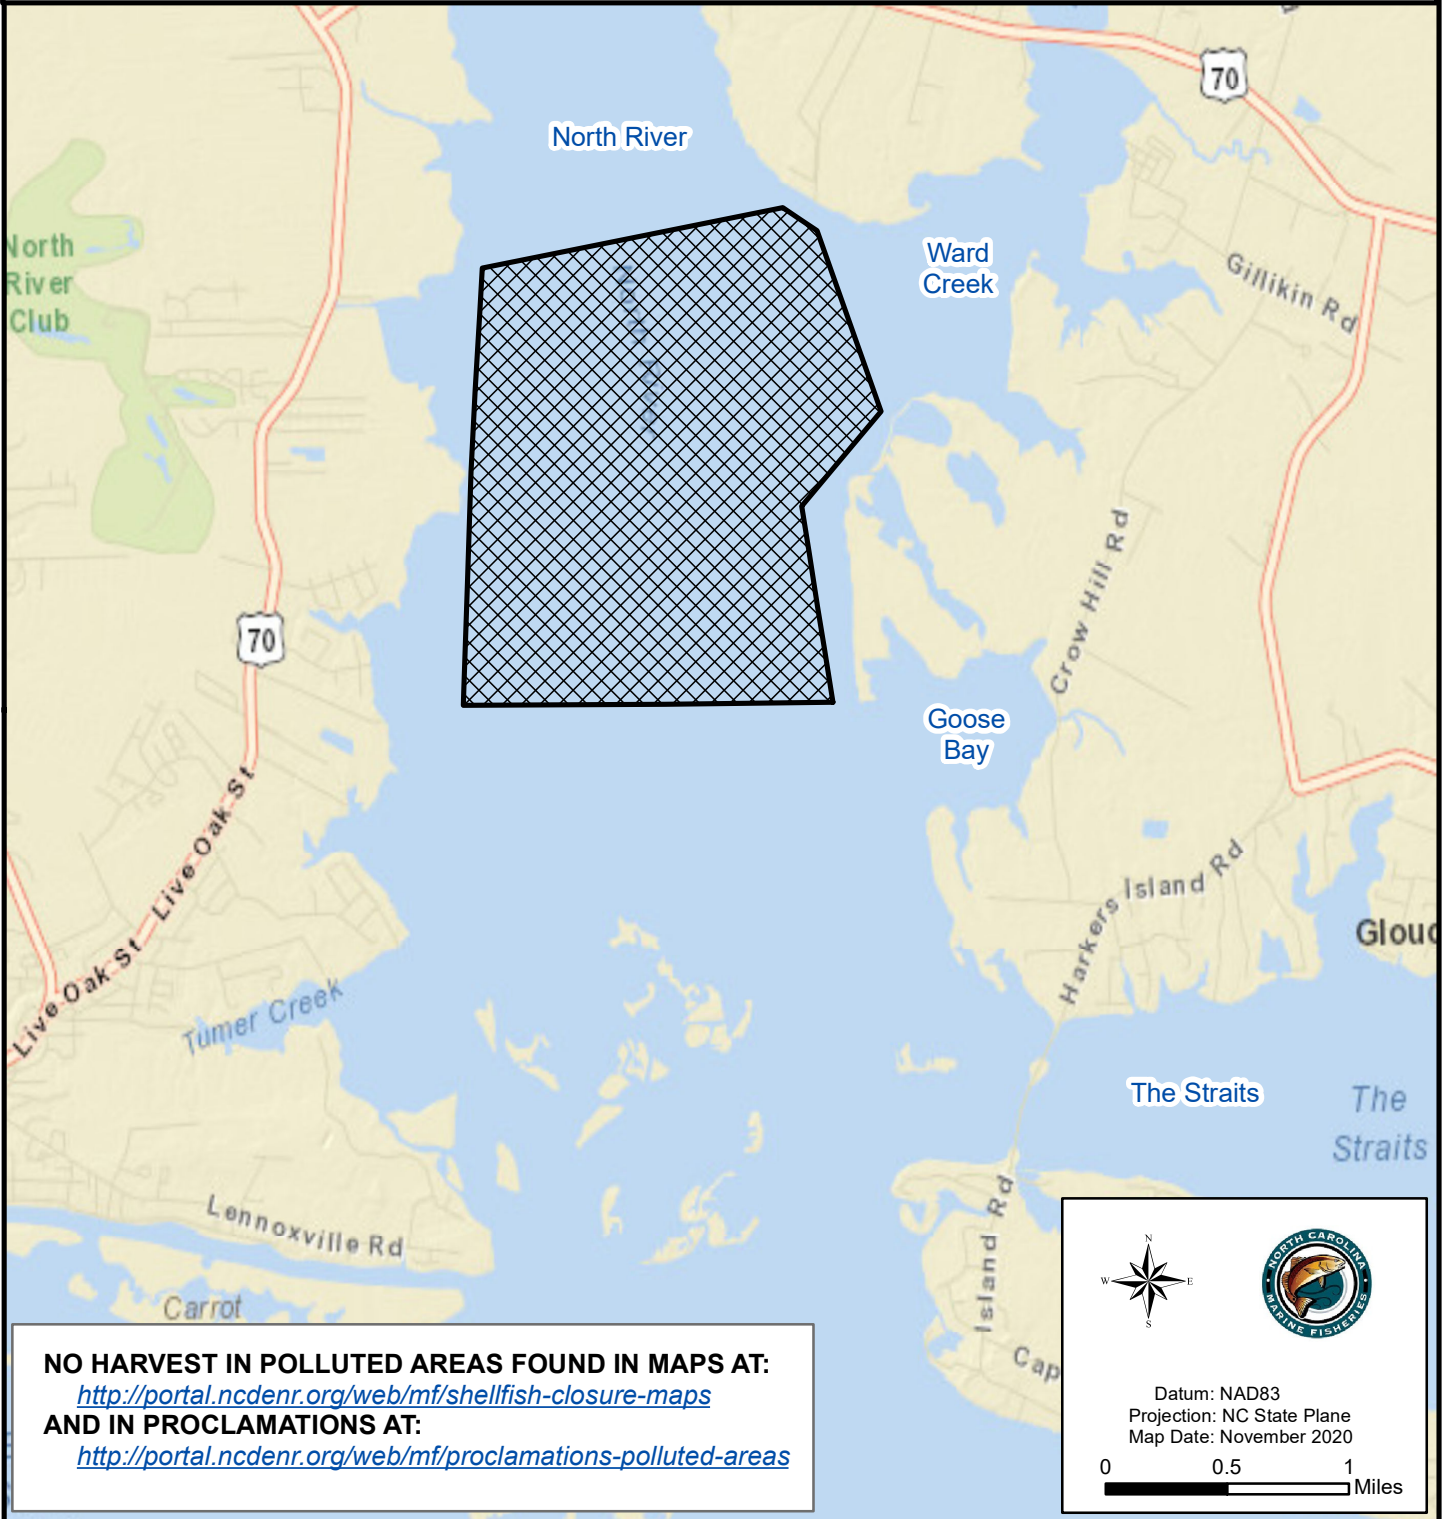 70
North River
North
River
Club
Ward
Creek
Gillikin Rd
North River
Crow Hill Rd
70
Goose
Bay
Live Oak St
Live Oak St
Harkers Island Rd
Glouc
Turner Creek
The Straits
The
Straits
Lennoxville Rd
Island Rd
Carrot
Cap
NO HARVEST IN POLLUTED AREAS FOUND IN MAPS AT:
http://portal.ncdenr.org/web/mf/shellfish-closure-maps
AND IN PROCLAMATIONS AT:
http://portal.ncdenr.org/web/mf/proclamations-polluted-areas
N
W E
S
NORTH CAROLINA
MARINE FISHERIES
Datum: NAD83
Projection: NC State Plane
Map Date: November 2020
0 0.5 1
Miles